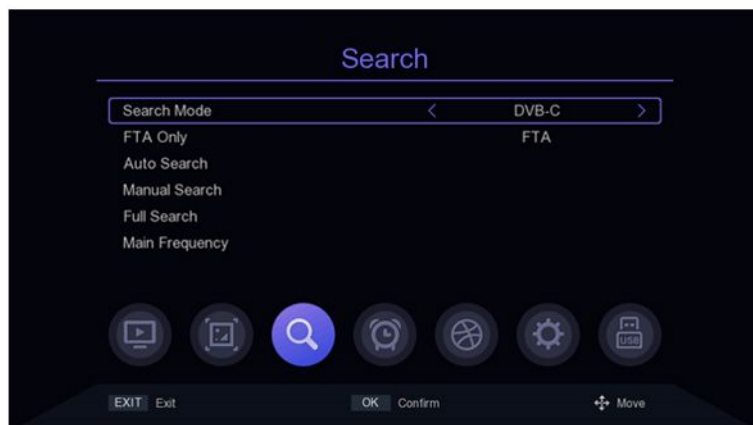 Search
Search Mode < DVB-C >
FTA Only FTA
Auto Search
Manual Search
Full Search
Main Frequency
USB
EXIT Exit OK Confirm Move